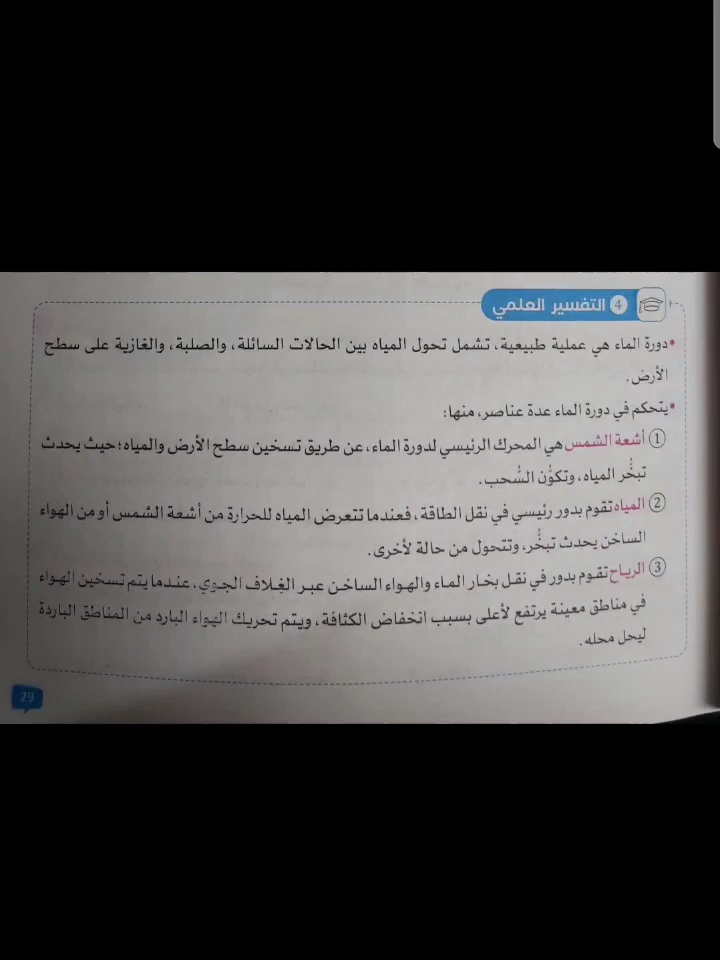 4 التفسير العلمي
•دورة الماء هي عملية طبيعية، تشمل تحول المياه بين الحالات السائلة، والصلبة، والغازية على سطح
الأرض.
•يتحكم في دورة الماء عدة عناصر، منها:
① أشعة الشمس هي المحرك الرئيسي لدورة الماء، عن طريق تسخين سطح الأرض والمياه؛ حيث يحدث
تبخُّر المياه، وتكوُّن السُّحب.
② المياه تقوم بدور رئيسي في نقل الطاقة، فعندما تتعرض المياه للحرارة من أشعة الشمس أو من الهواء
الساخن يحدث تبخُّر، وتتحول من حالة لأخرى.
③ الرياح تقوم بدور في نقل بخار الماء والهواء الساخن عبر الغِلاف الجوي، عندما يتم تسخين الهواء
في مناطق معينة يرتفع لأعلى بسبب انخفاض الكثافة، ويتم تحريك الهواء البارد من المناطق الباردة
ليحل محله.
29